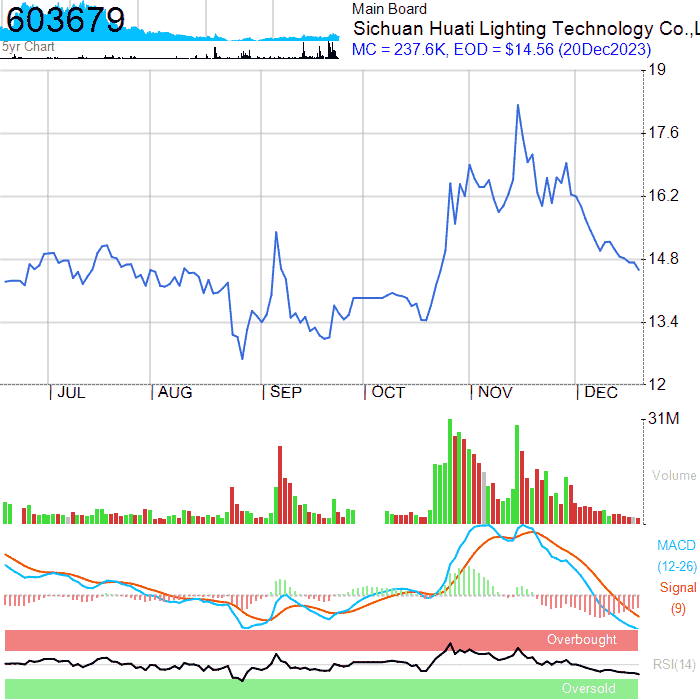 603679
5yr Chart
Main Board
Sichuan Huati Lighting Technology Co.,L
MC = 237.6K, EOD = $14.56 (20Dec2023)
19
17.6
16.2
14.8
13.4
12
JUL AUG SEP OCT NOV DEC
31M
Volume
MACD
(12-26)
Signal
(9)
Overbought
RSI(14)
Oversold